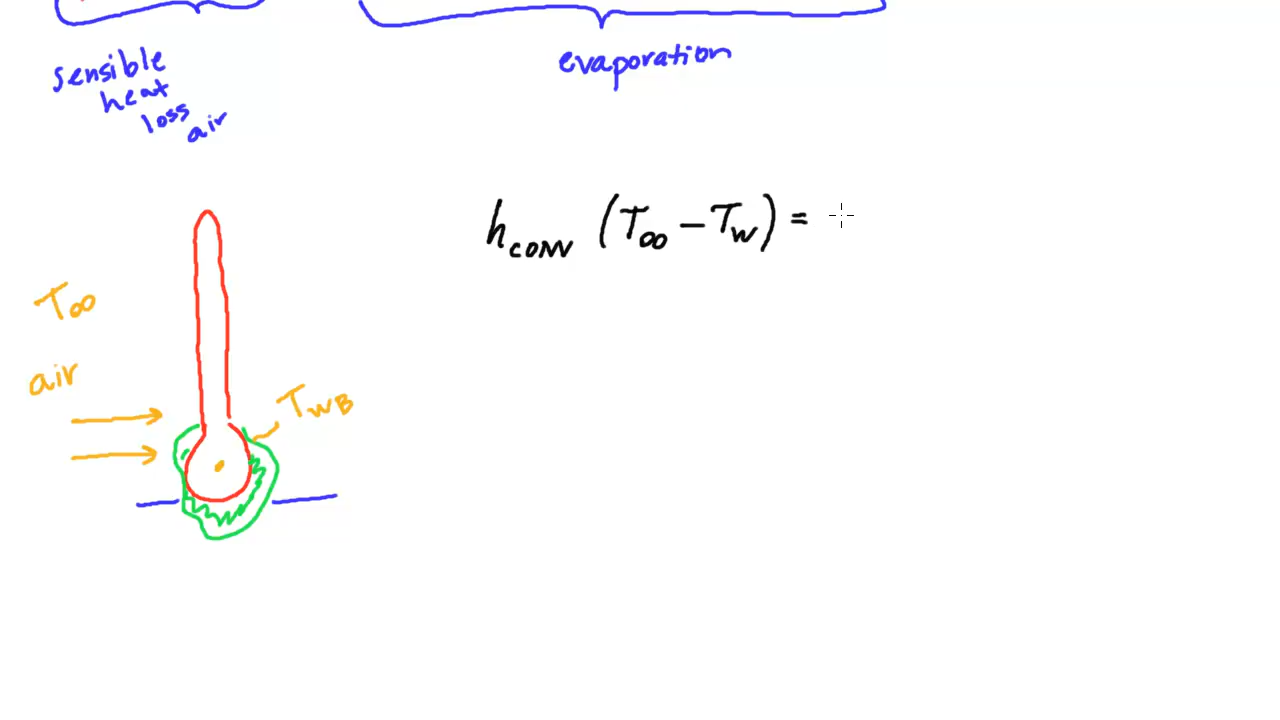 sensible
heat
loss
air
evaporation
h_conv (T∞ − T_w) =
T∞
air
T_WB